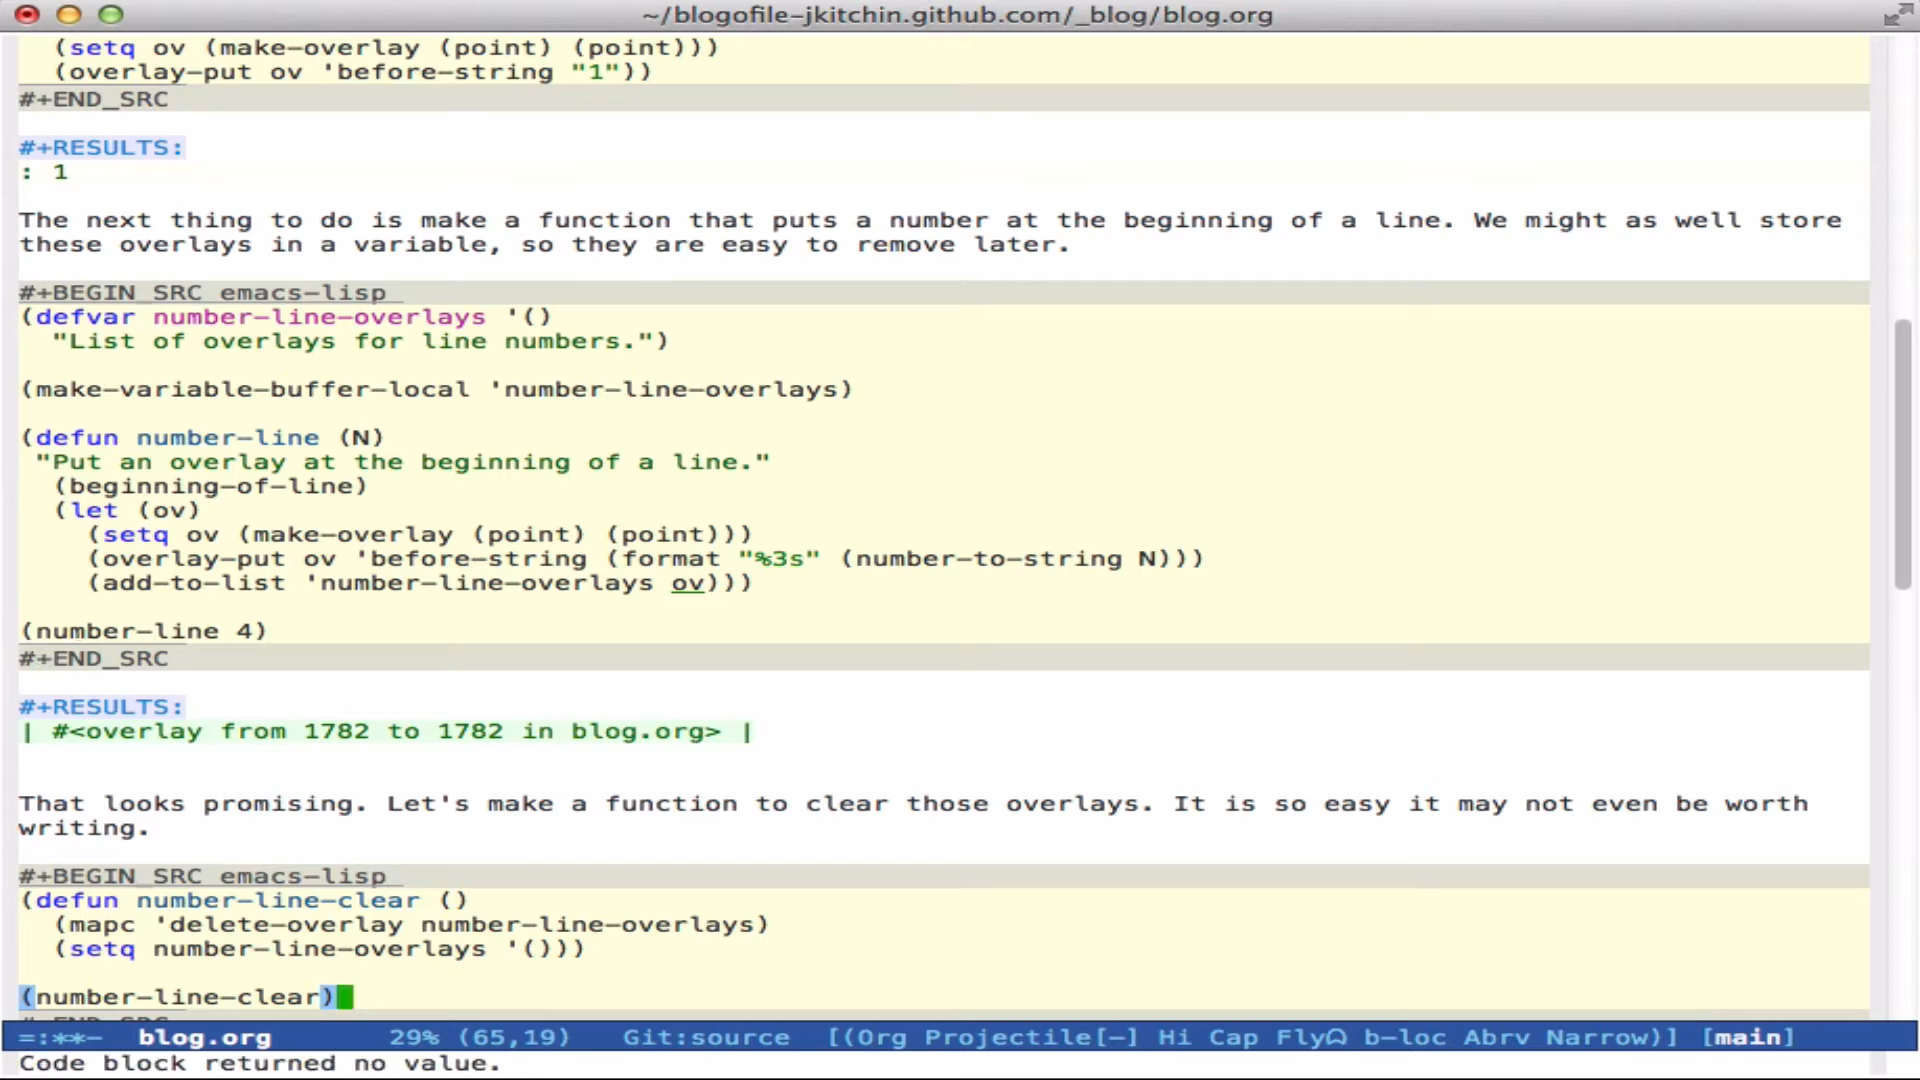 ~/blogofile-jkitchin.github.com/_blog/blog.org
(setq ov (make-overlay (point) (point)))
(overlay-put ov 'before-string "1"))
#+END_SRC
#+RESULTS:
: 1
The next thing to do is make a function that puts a number at the beginning of a line. We might as well store
these overlays in a variable, so they are easy to remove later.
#+BEGIN_SRC emacs-lisp
(defvar number-line-overlays '()
"List of overlays for line numbers.")
(make-variable-buffer-local 'number-line-overlays)
(defun number-line (N)
"Put an overlay at the beginning of a line."
(beginning-of-line)
(let (ov)
(setq ov (make-overlay (point) (point)))
(overlay-put ov 'before-string (format "%3s" (number-to-string N)))
(add-to-list 'number-line-overlays ov)))
(number-line 4)
#+END_SRC
#+RESULTS:
| #<overlay from 1782 to 1782 in blog.org> |
That looks promising. Let's make a function to clear those overlays. It is so easy it may not even be worth
writing.
#+BEGIN_SRC emacs-lisp
(defun number-line-clear ()
(mapc 'delete-overlay number-line-overlays)
(setq number-line-overlays '()))
(number-line-clear)
=:**- blog.org 29% (65,19) Git:source [(Org Projectile[-] Hi Cap Fly b-loc Abrv Narrow)] [main]
Code block returned no value.